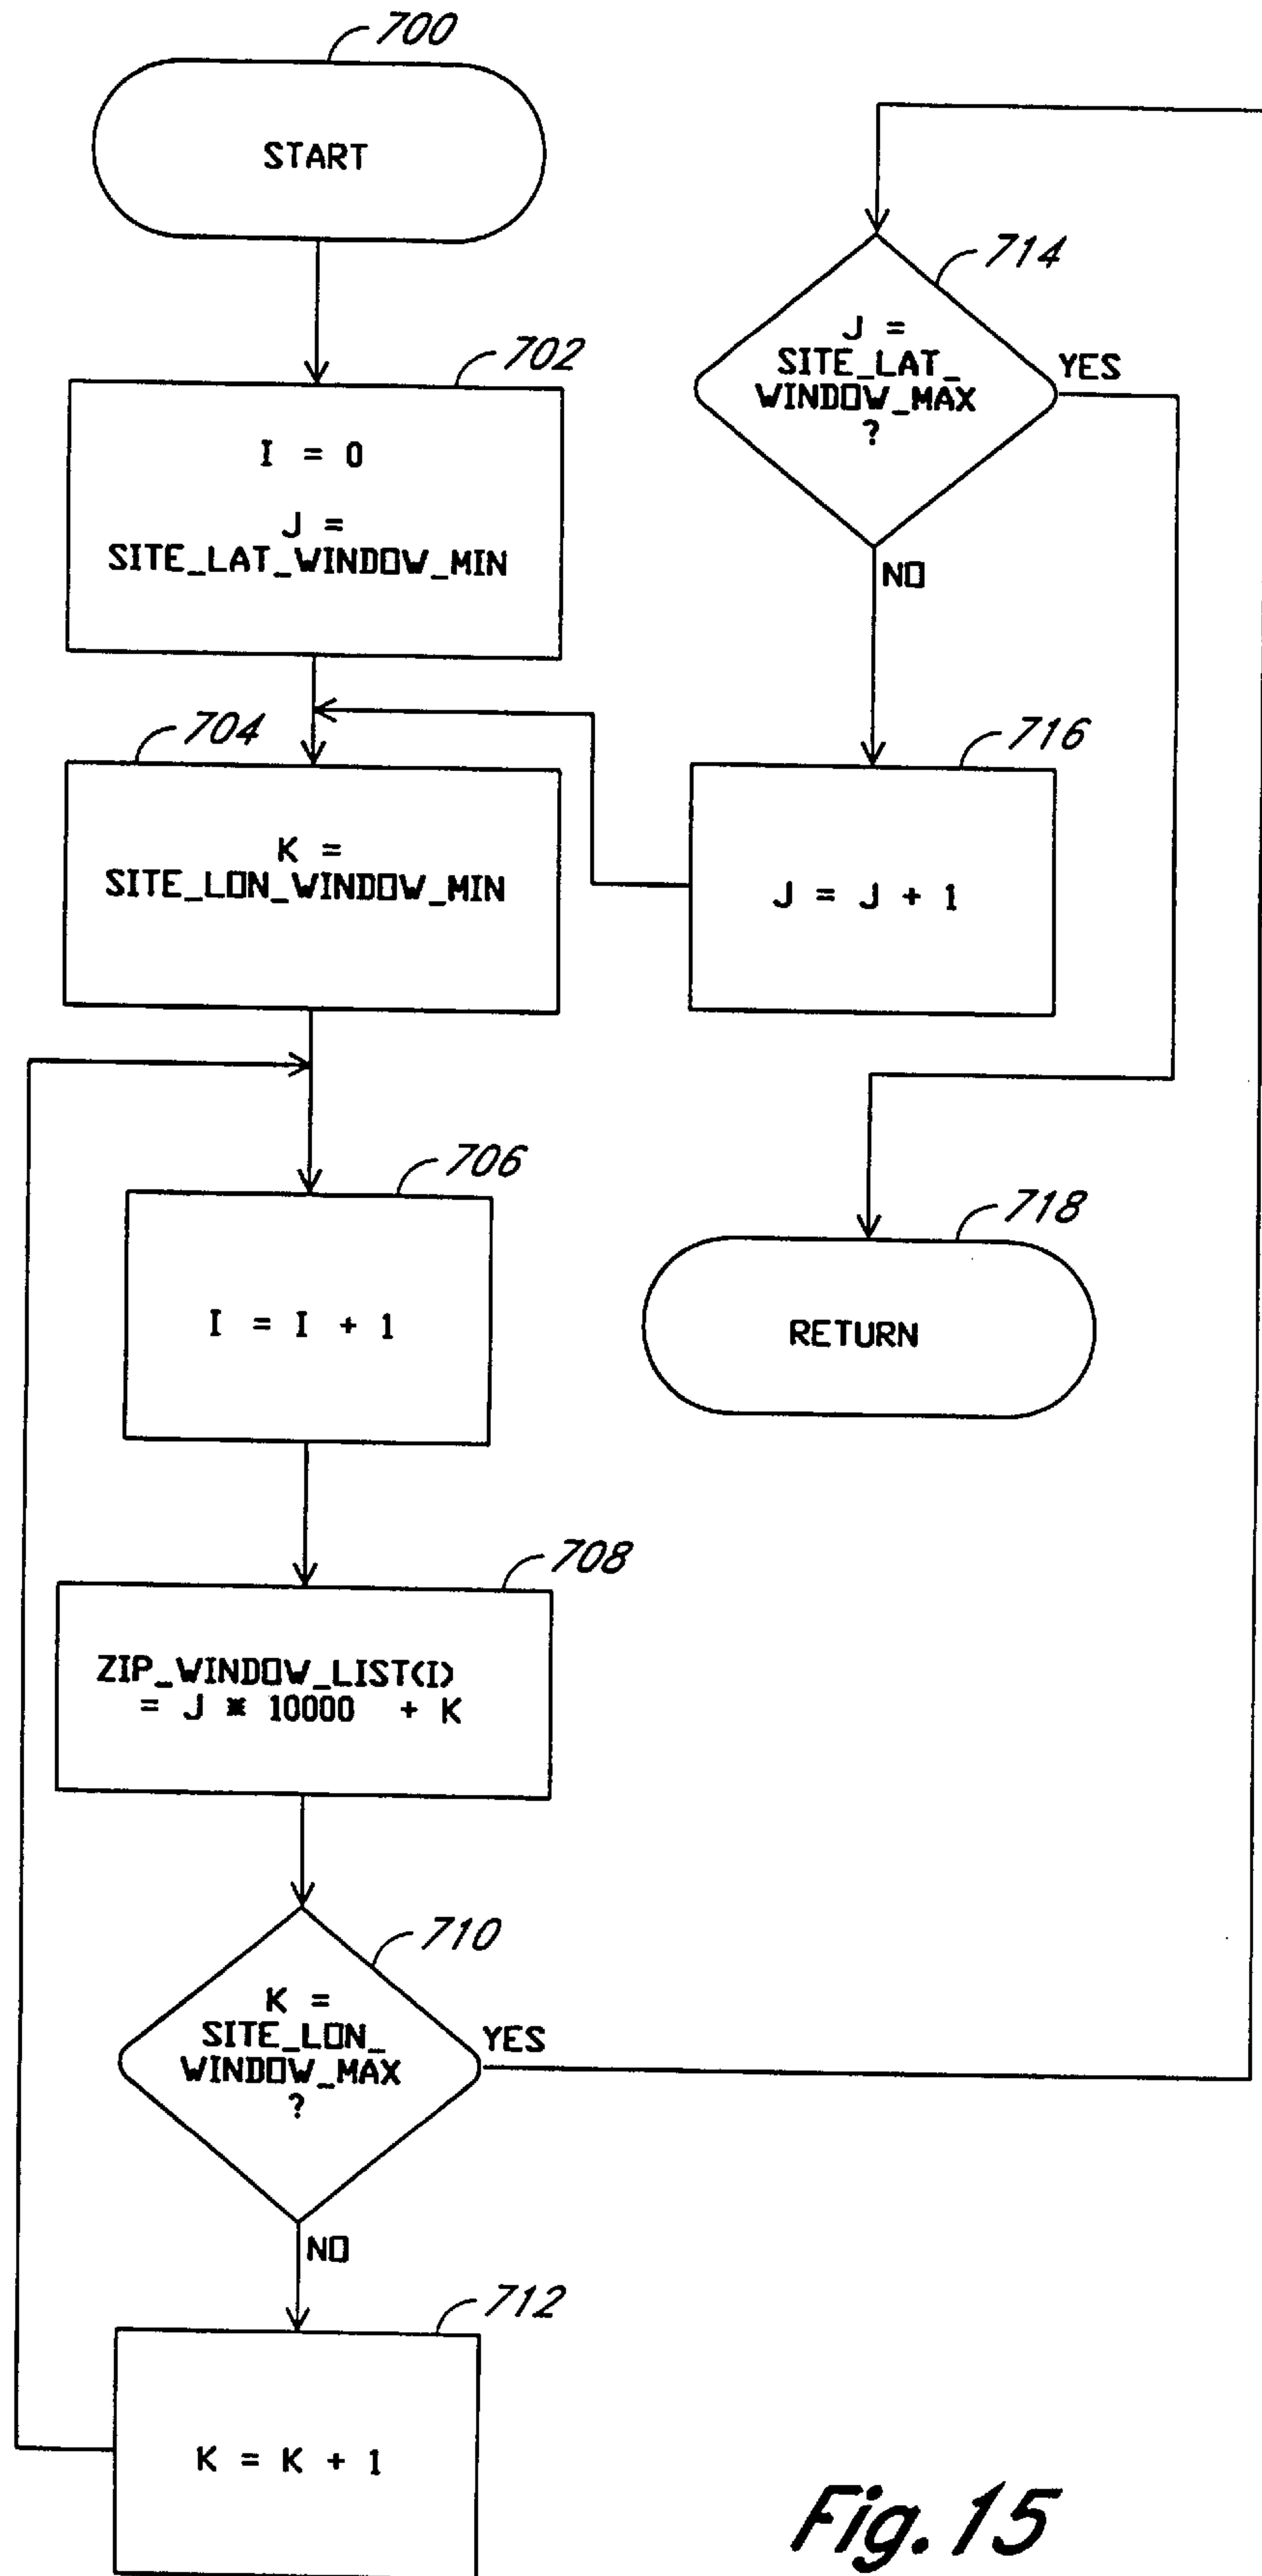 700
START
702
I = 0
J =
SITE_LAT_WINDOW_MIN
704
K =
SITE_LON_WINDOW_MIN
706
I = I + 1
708
ZIP_WINDOW_LIST(I)
= J * 10000 + K
710
K =
SITE_LON_
WINDOW_MAX
?
YES
NO
712
K = K + 1
714
J =
SITE_LAT_
WINDOW_MAX
?
YES
NO
716
J = J + 1
718
RETURN
Fig. 15